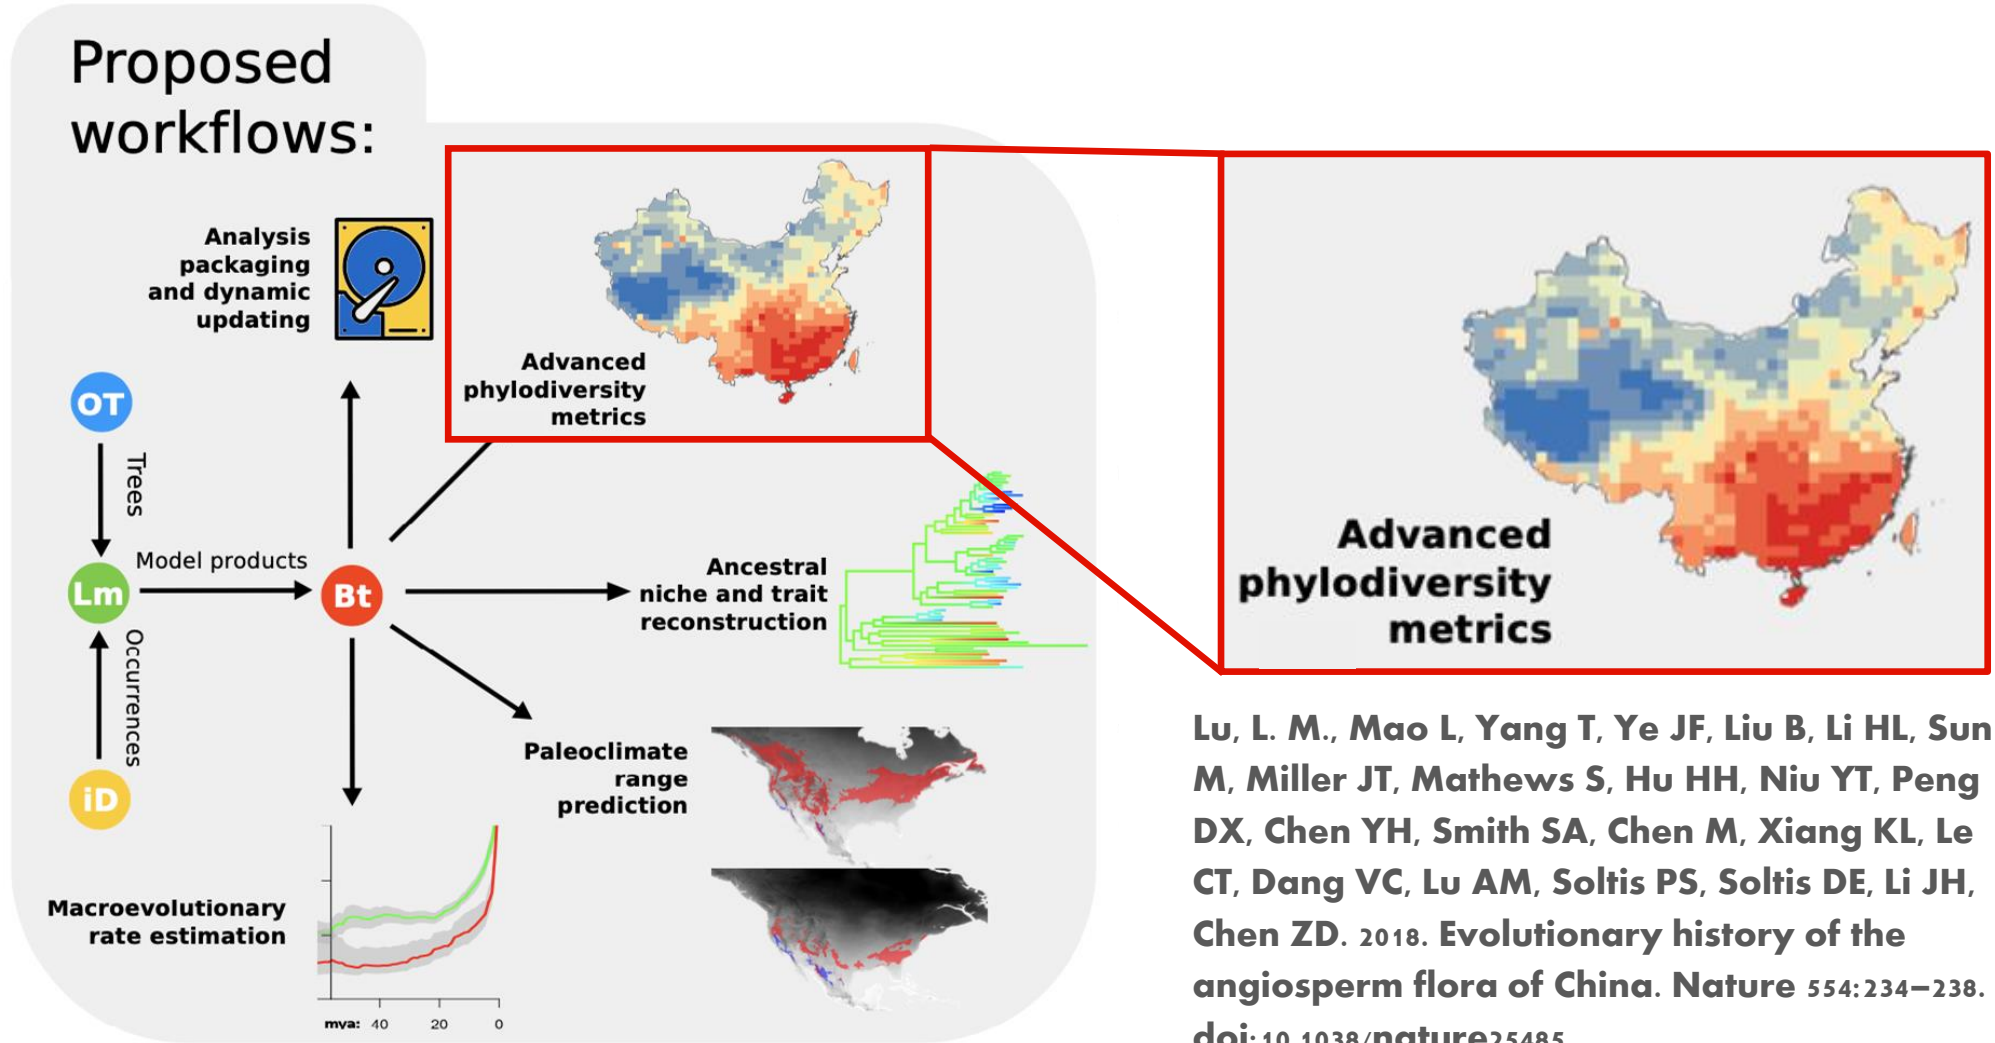 Proposed
workflows:
Analysis
packaging
and dynamic
updating
Advanced
phylodiversity
metrics
OT
Trees
Lm
Model products
Bt
Occurrences
iD
Ancestral
niche and trait
reconstruction
Paleoclimate
range
prediction
Macroevolutionary
rate estimation
mya: 40 20 0
Advanced
phylodiversity
metrics
Lu, L. M., Mao L, Yang T, Ye JF, Liu B, Li HL, Sun
M, Miller JT, Mathews S, Hu HH, Niu YT, Peng
DX, Chen YH, Smith SA, Chen M, Xiang KL, Le
CT, Dang VC, Lu AM, Soltis PS, Soltis DE, Li JH,
Chen ZD. 2018. Evolutionary history of the
angiosperm flora of China. Nature 554:234–238.
doi:10.1038/nature25485